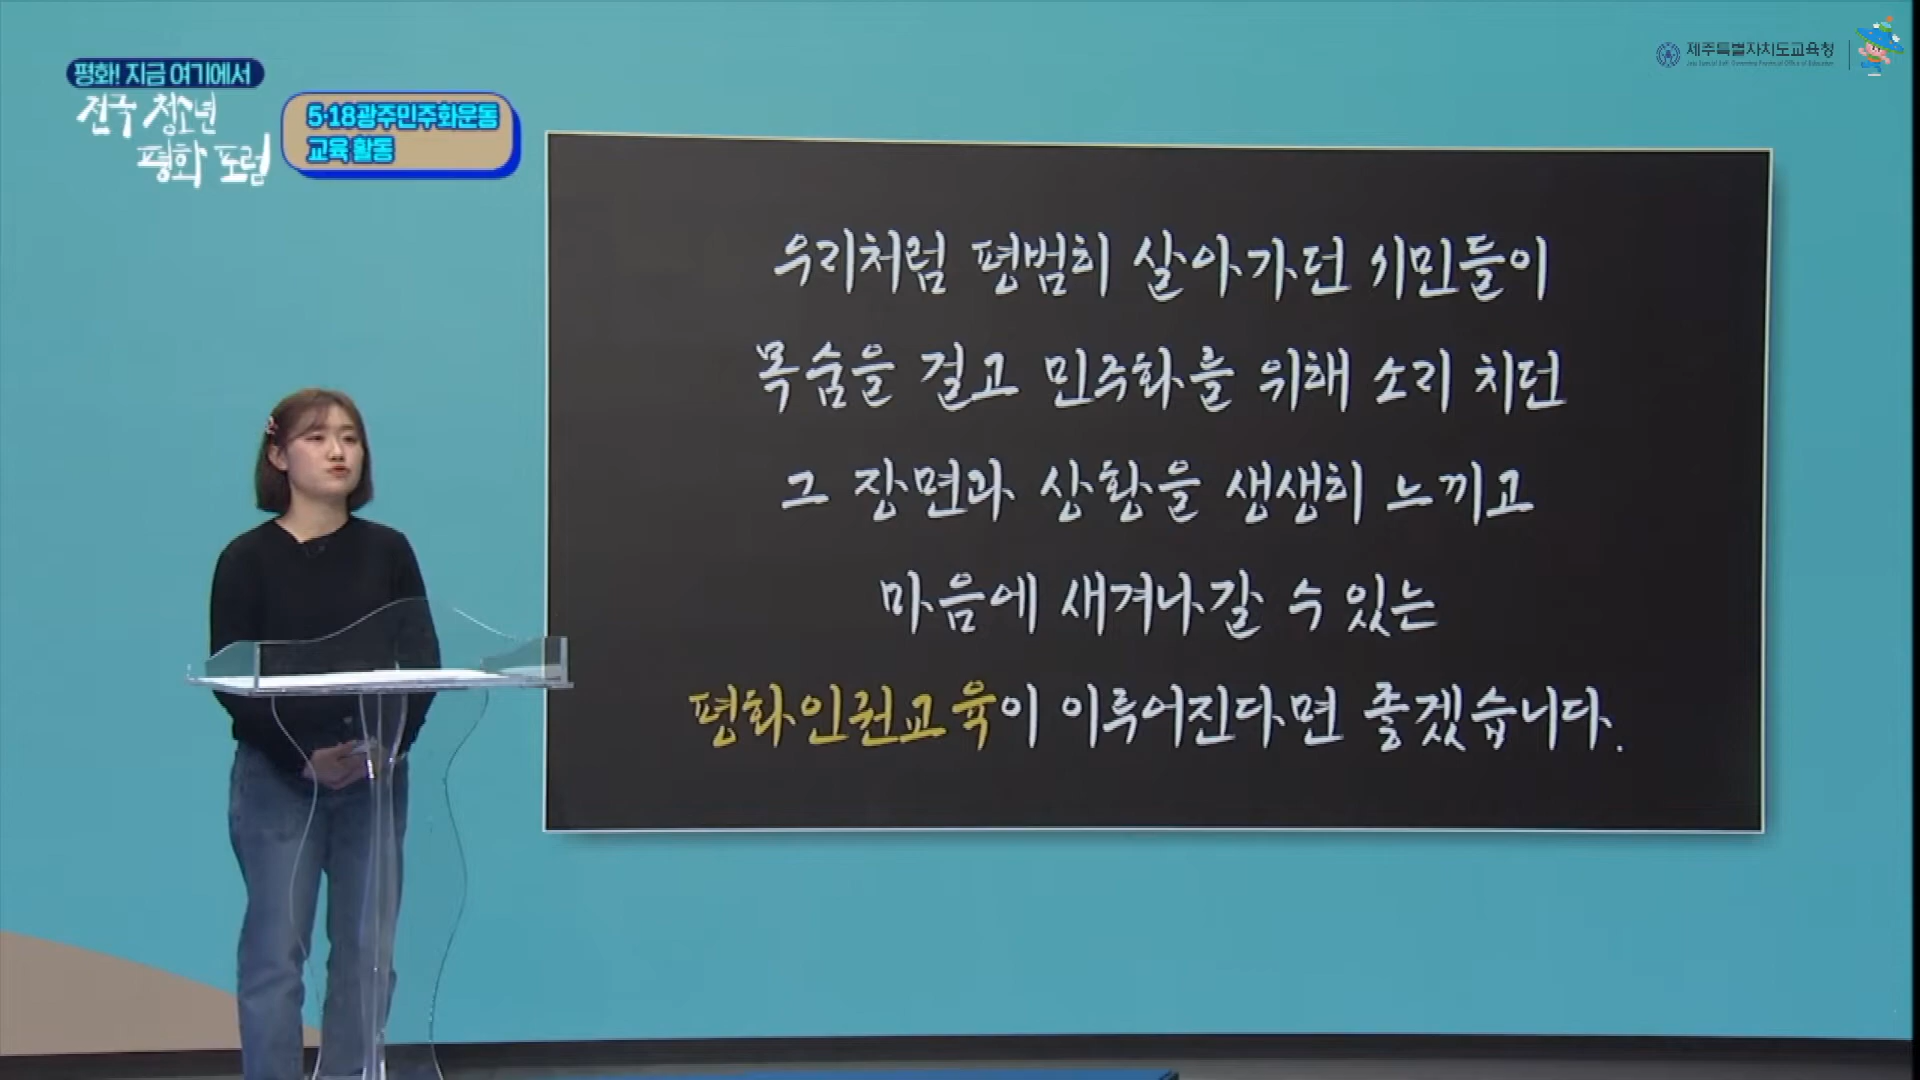 평화! 지금 여기에서
전국 청소년
평화 포럼
5·18광주민주화운동
교육 활동
제주특별자치도교육청
우리처럼 평범히 살아가던 시민들이
목숨을 걸고 민주화를 위해 소리 치던
그 장면과 상황을 생생히 느끼고
마음에 새겨나갈 수 있는
평화인권교육이 이루어진다면 좋겠습니다.